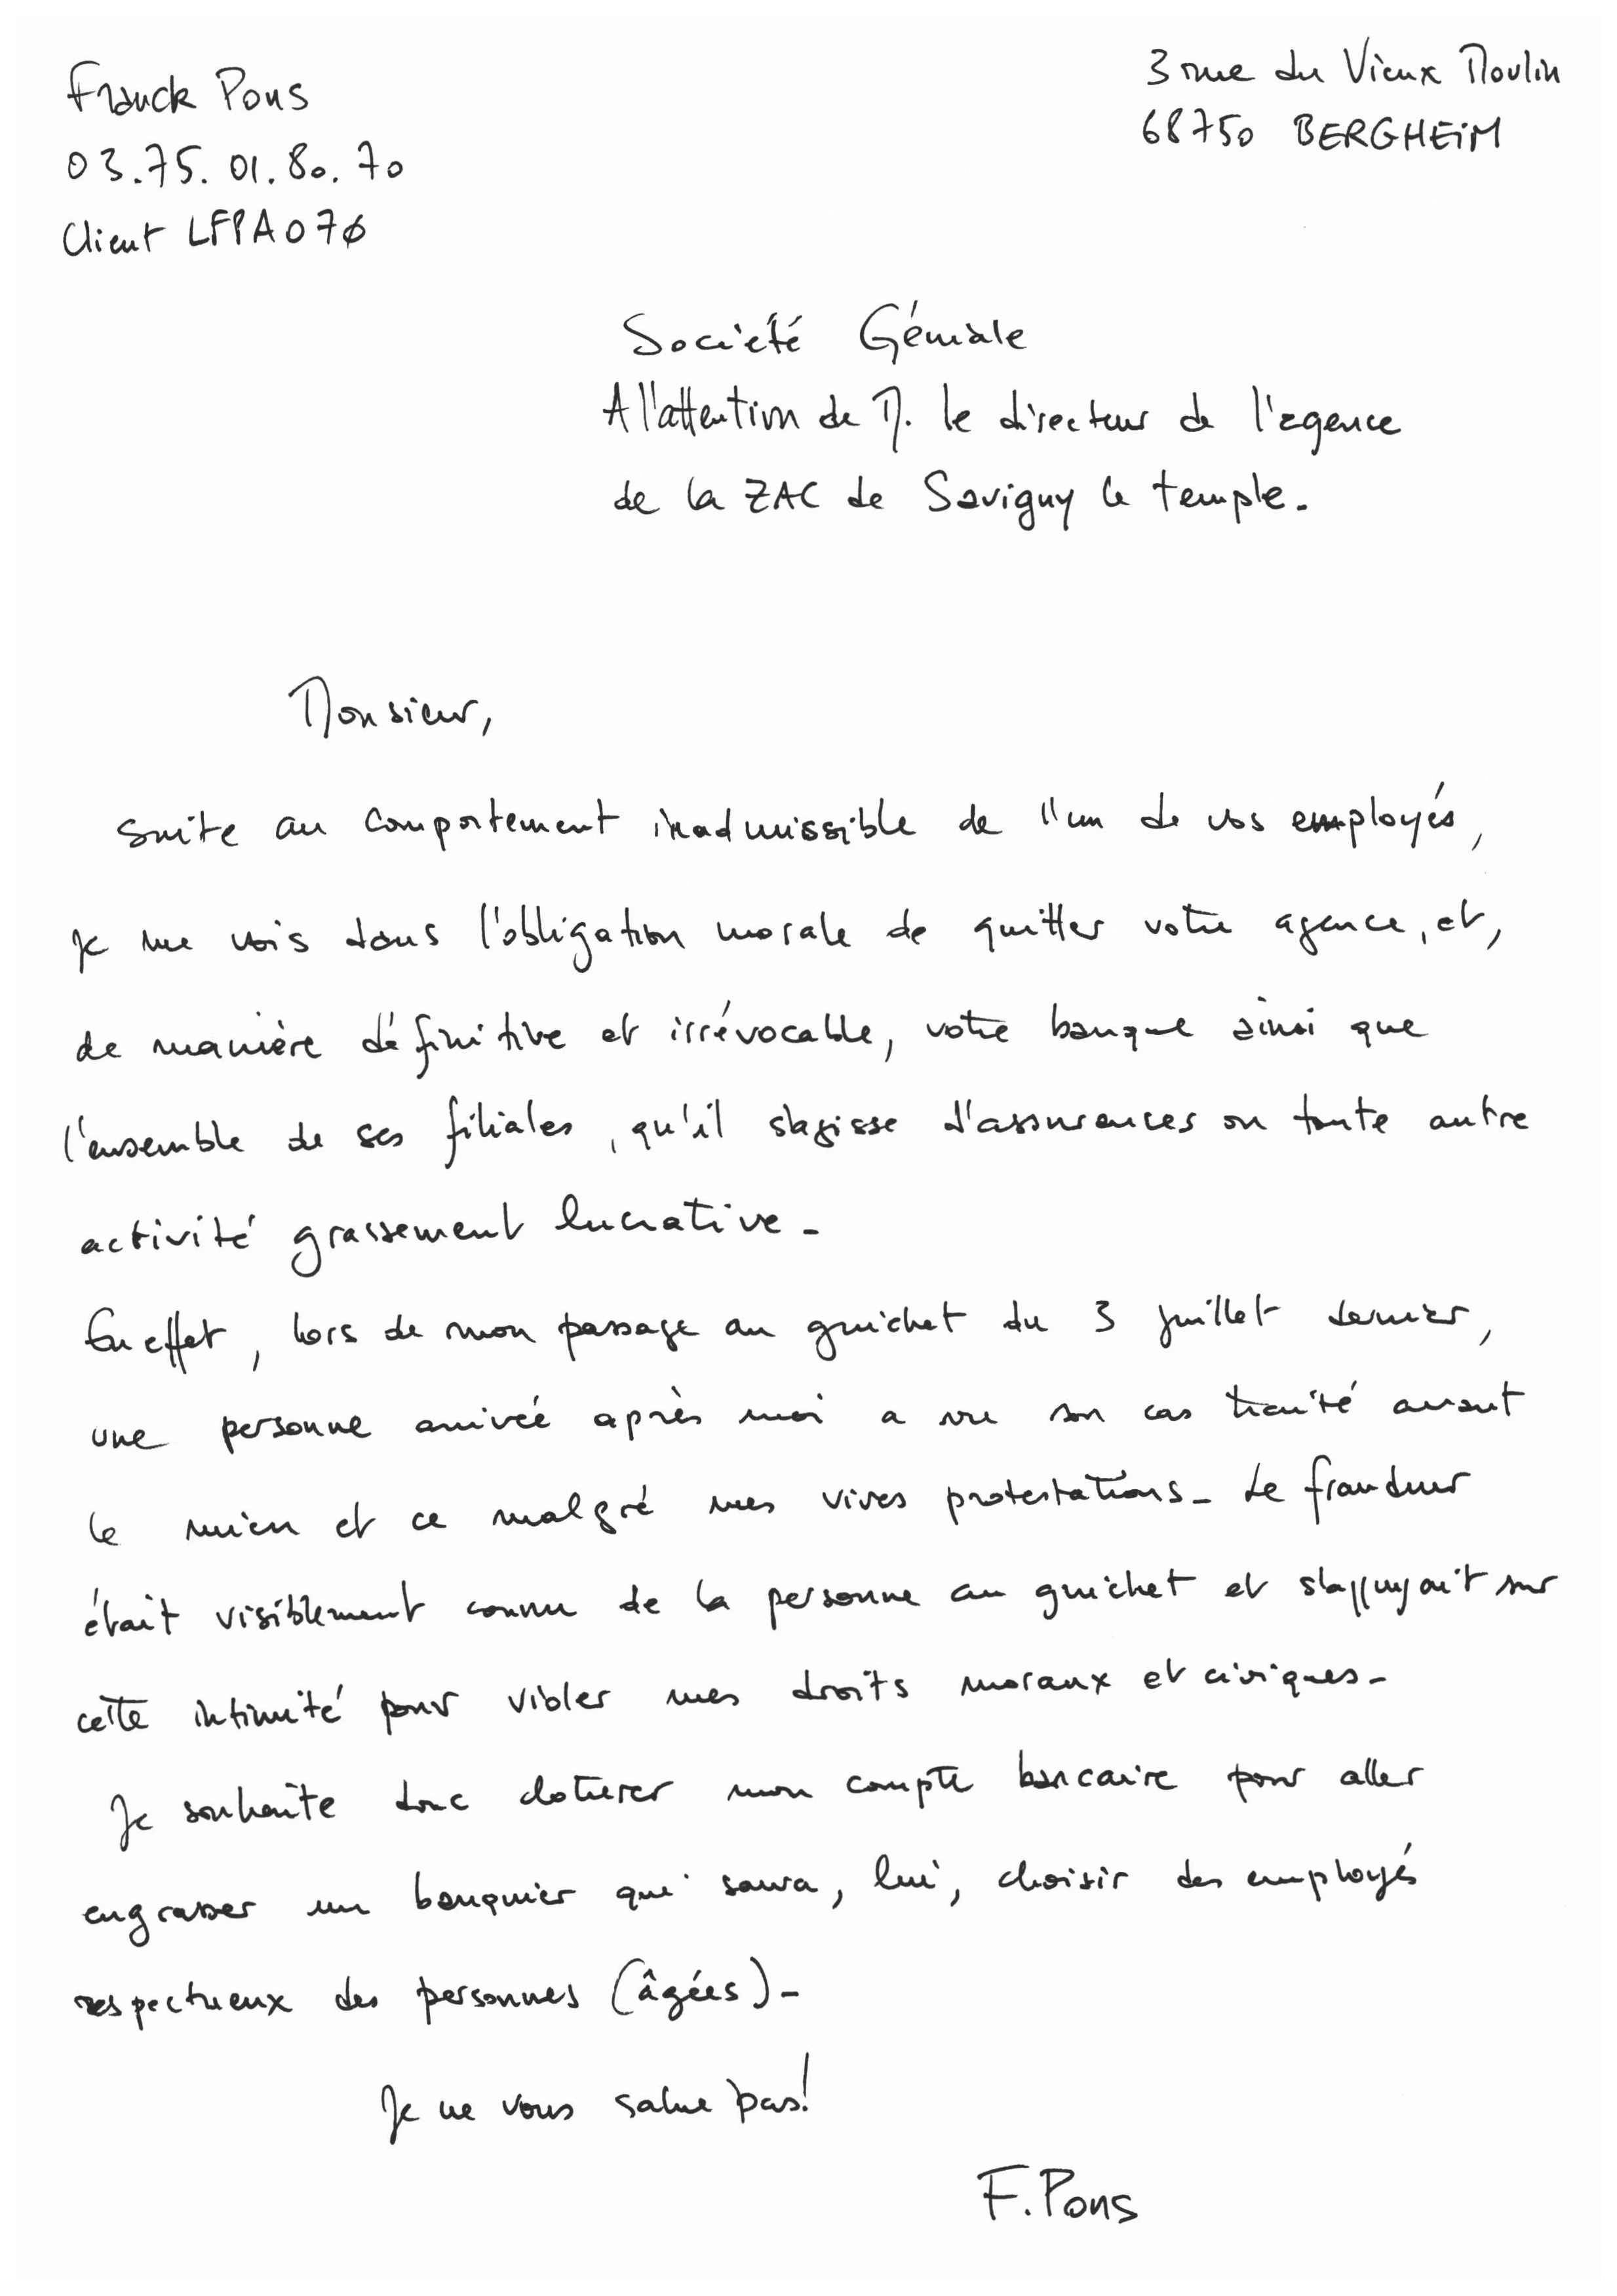 Franck Pons
03.75.01.80.70
Client LFPA070
3 rue du Vieux Moulin
68750 BERGHEIM
Société Géniale
A l'attention de M. le directeur de l'agence
de la ZAC de Savigny le temple.
Monsieur,
suite au comportement inadmissible de l'un de vos employés,
je me vois dans l'obligation morale de quitter votre agence, et,
de manière définitive et irrévocable, votre banque ainsi que
l'ensemble de ses filiales, qu'il s'agisse d'assurances ou toute autre
activité grassement lucrative.
En effet, lors de mon passage au guichet du 3 juillet dernier,
une personne arrivée après moi a vu son cas traité avant
le mien et ce malgré mes vives protestations. Le fraudeur
était visiblement connu de la personne au guichet et s'appuyait sur
cette intimité pour violer mes droits moraux et civiques.
Je souhaite donc cloturer mon compte bancaire pour aller
engraisser un banquier qui saura, lui, choisir des employés
respectueux des personnes (âgées).
Je ne vous salue pas!
F. Pons